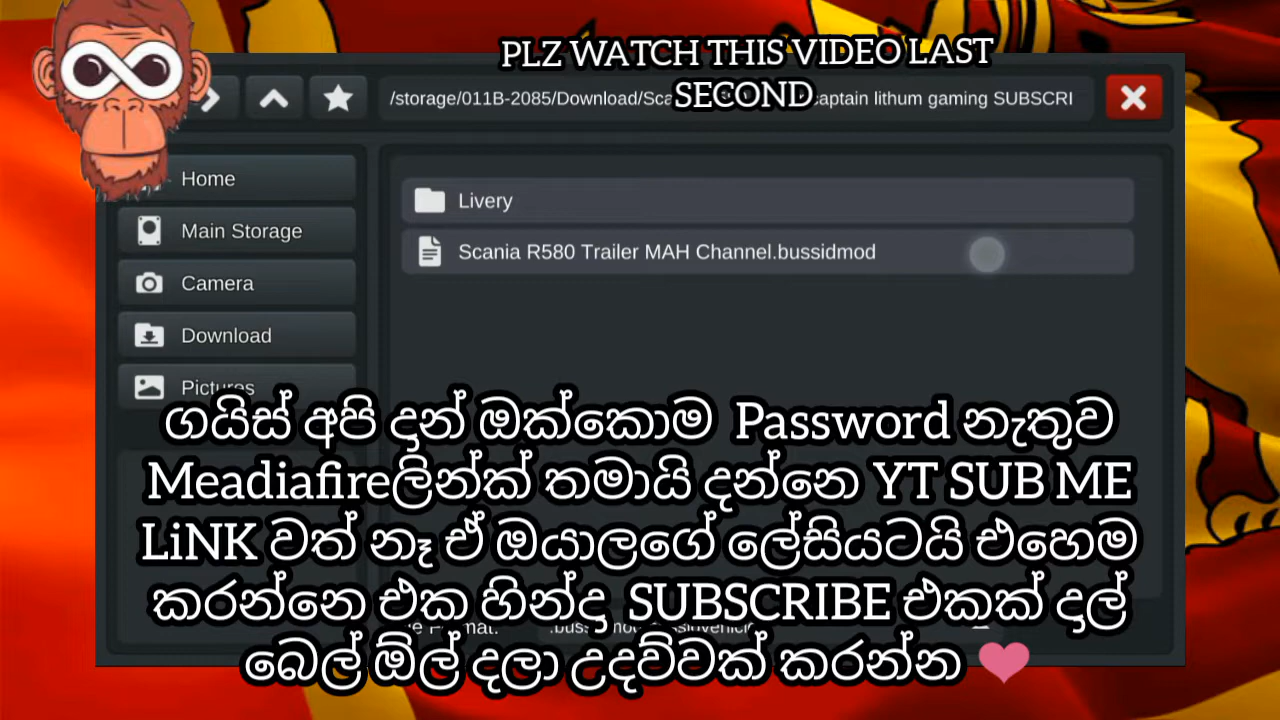 PLZ WATCH THIS VIDEO LAST
SECOND
/storage/011B-2085/Download/Sca captain lithum gaming SUBSCRI
Home
Livery
Main Storage
Scania R580 Trailer MAH Channel.bussidmod
Camera
Download
Pictures
ගයිස් අපි දාන් ඔක්කොම Password නැතුව
Meadiafireලින්ක් තමායි දන්නෙ YT SUB ME
LiNK වත් නෑ ඒ ඔයාලගේ ලේසියටයි එහෙම
කරන්නෙ එක හින්දා SUBSCRIBE එකක් දාල්
බෙල් ඕල් දලා උදව්වක් කරන්න